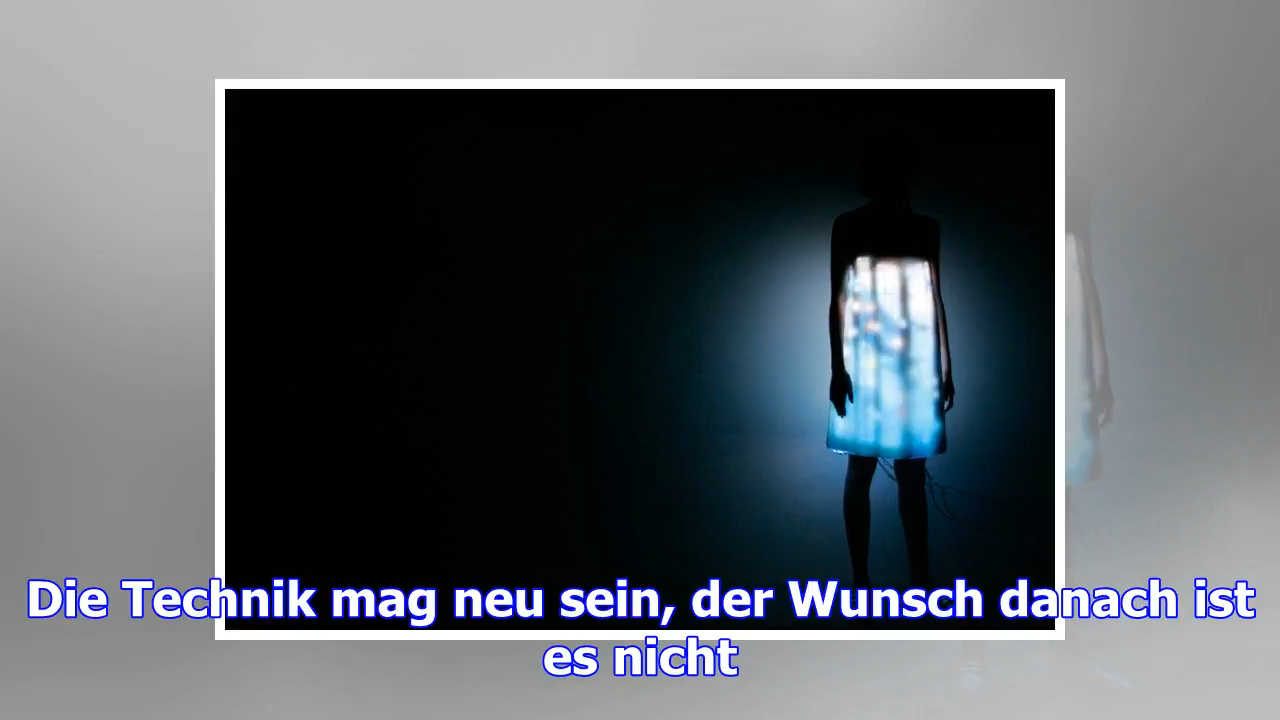 Die Technik mag neu sein, der Wunsch danach ist
es nicht